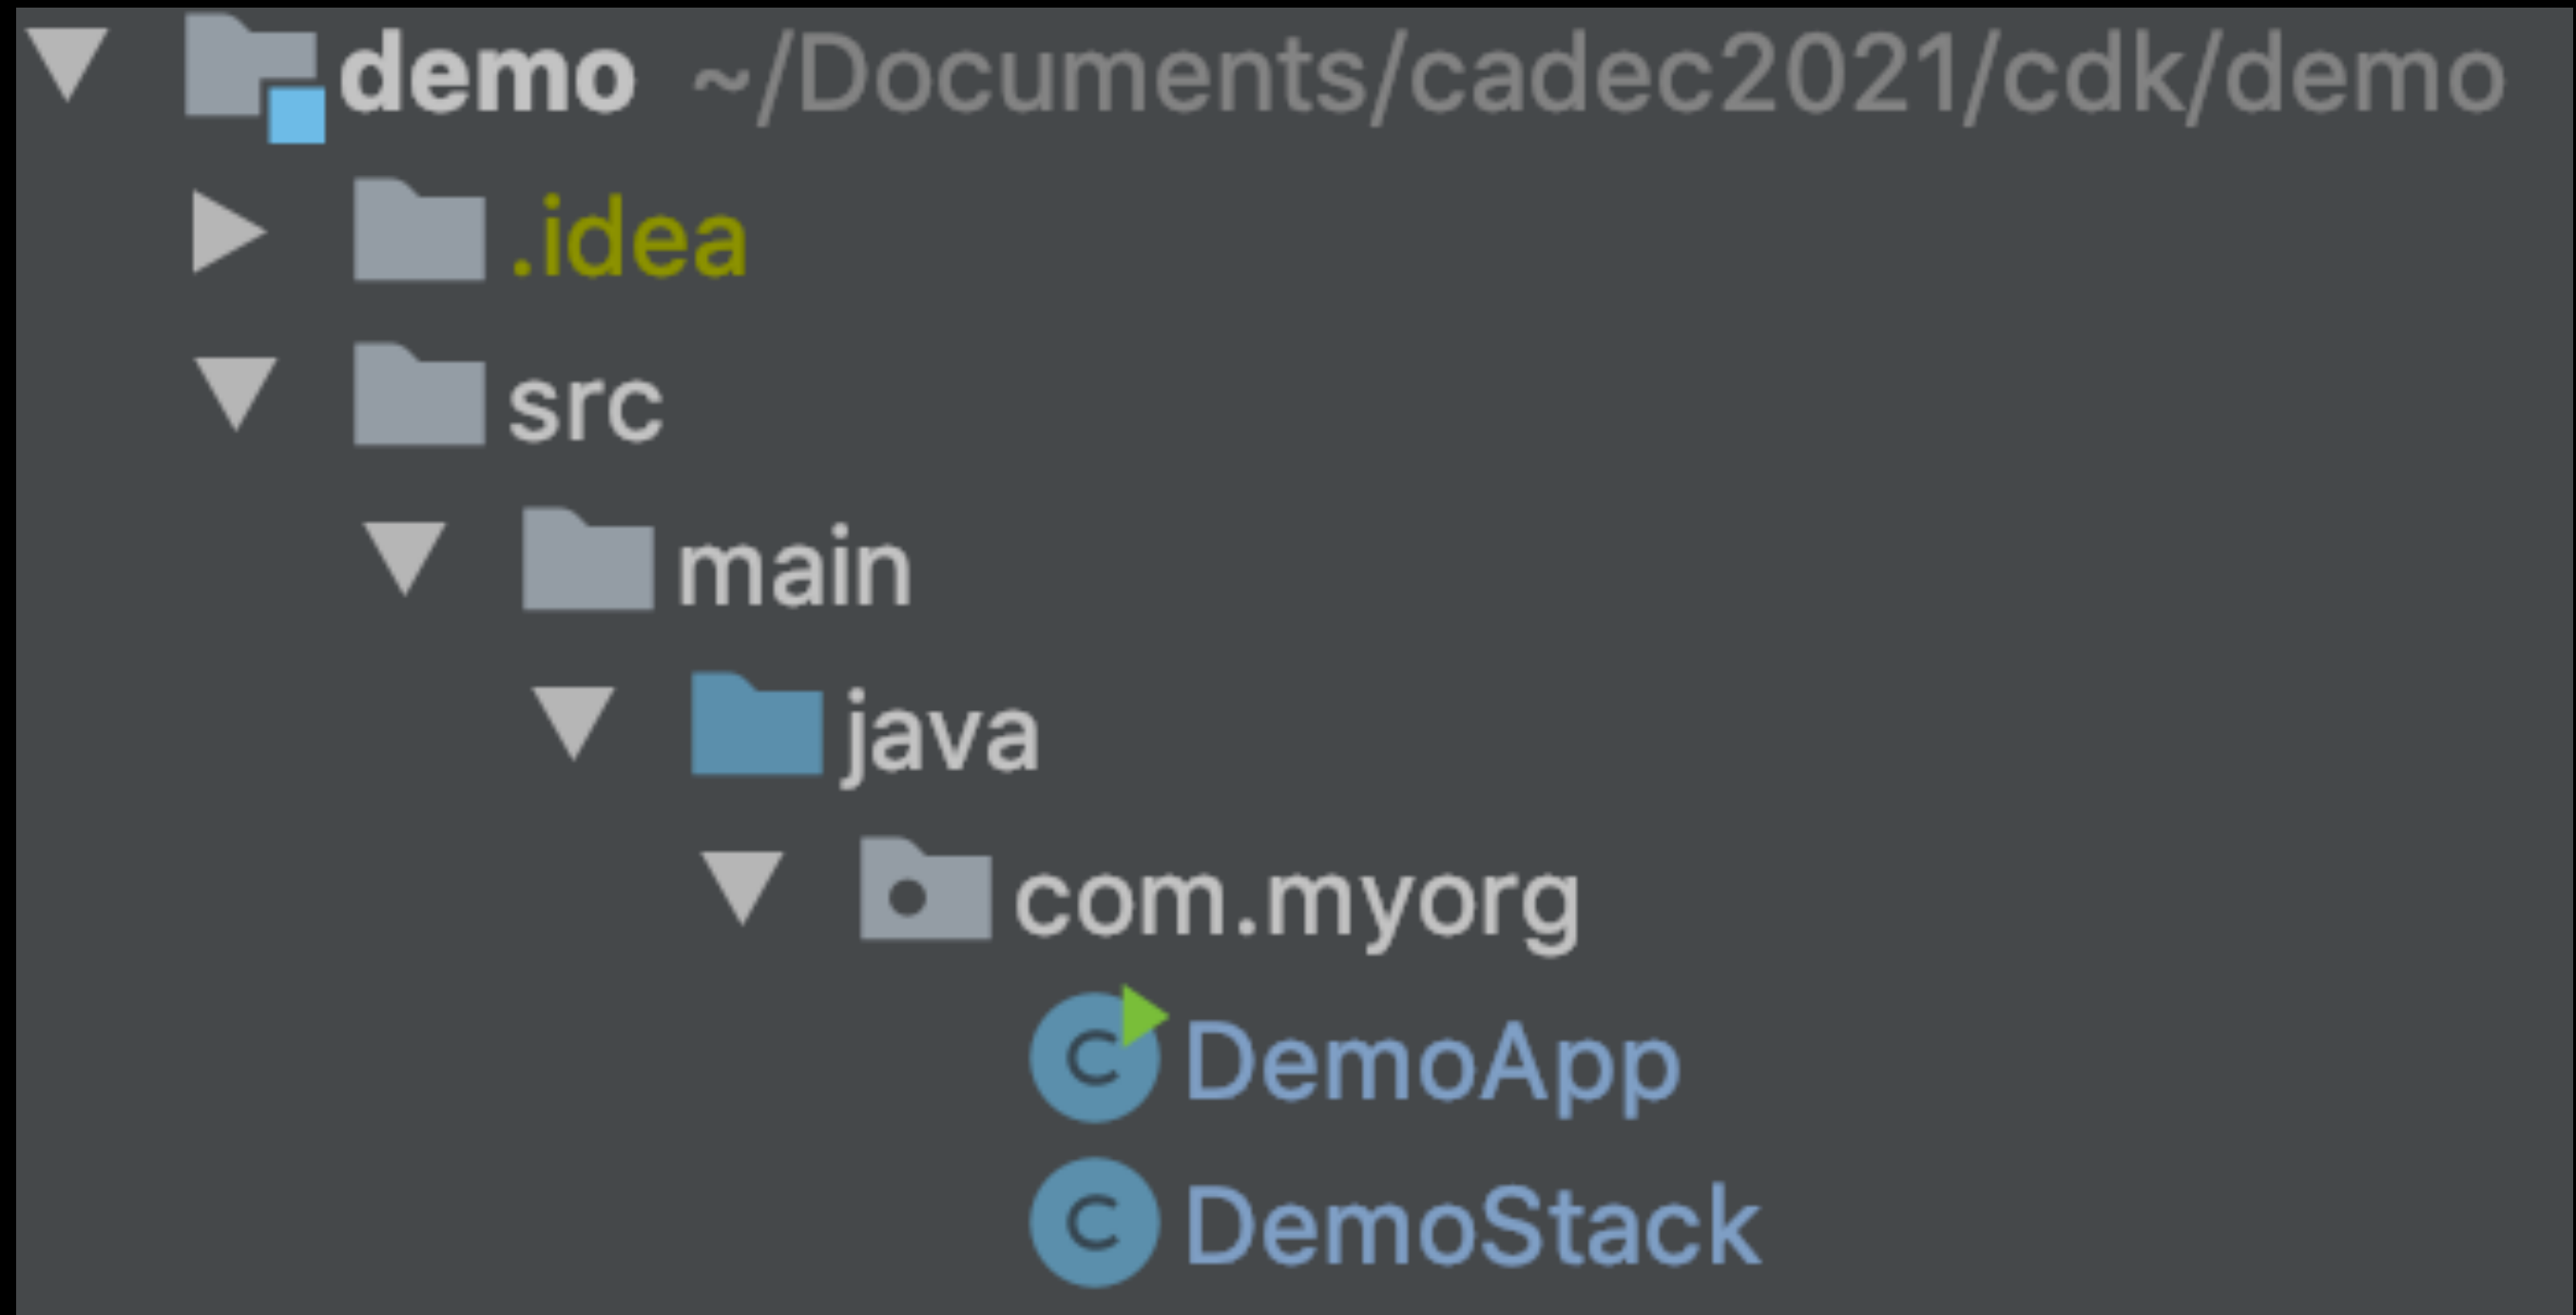 demo ~/Documents/cadec2021/cdk/demo
.idea
src
main
java
com.myorg
C DemoApp
C DemoStack